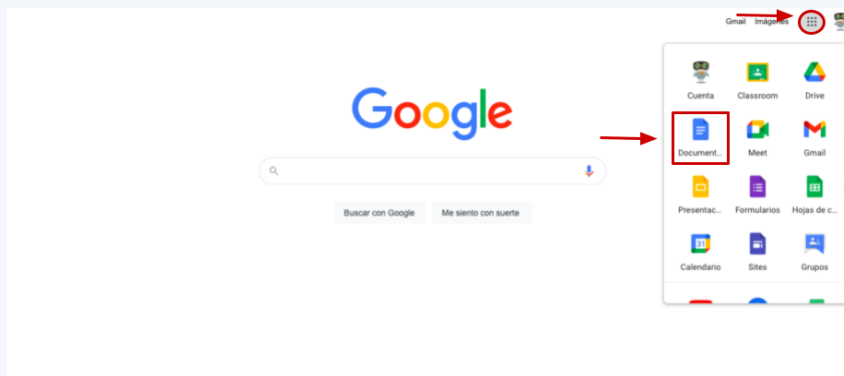 Gmail Imágenes
Google
Buscar con Google Me siento con suerte
Cuenta Classroom Drive
Document... Meet Gmail
Presentac... Formularios Hojas de c...
31
Calendario Sites Grupos